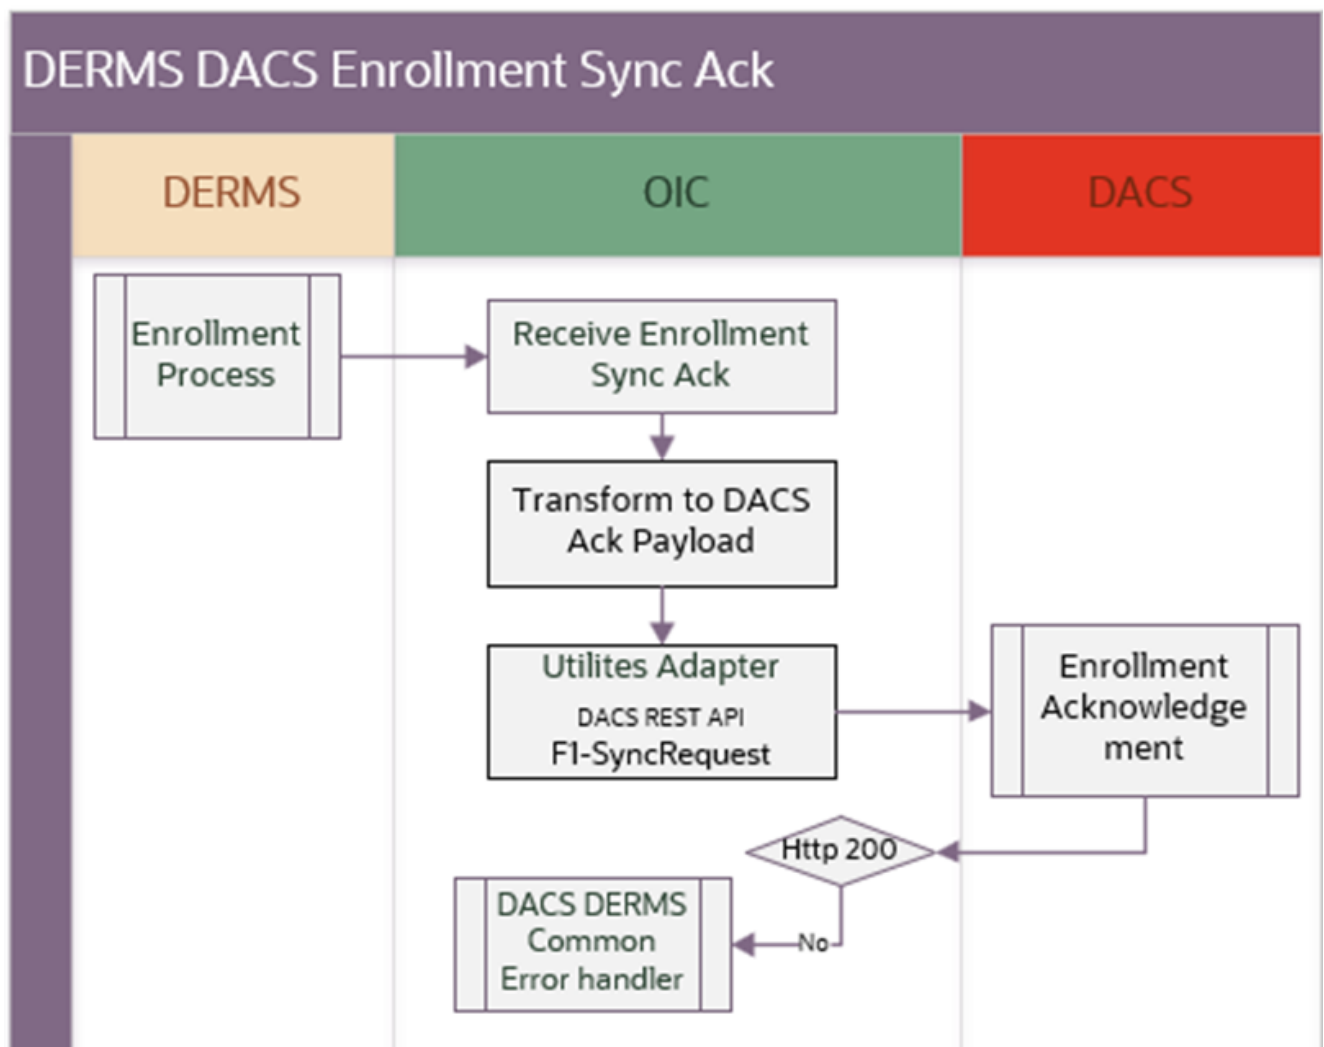 DERMS DACS Enrollment Sync Ack
DERMS
OIC
DACS
Enrollment
Process
Receive Enrollment
Sync Ack
Transform to DACS
Ack Payload
Utilites Adapter
DACS REST API
F1-SyncRequest
Enrollment
Acknowledge
ment
Http 200
No
DACS DERMS
Common
Error handler